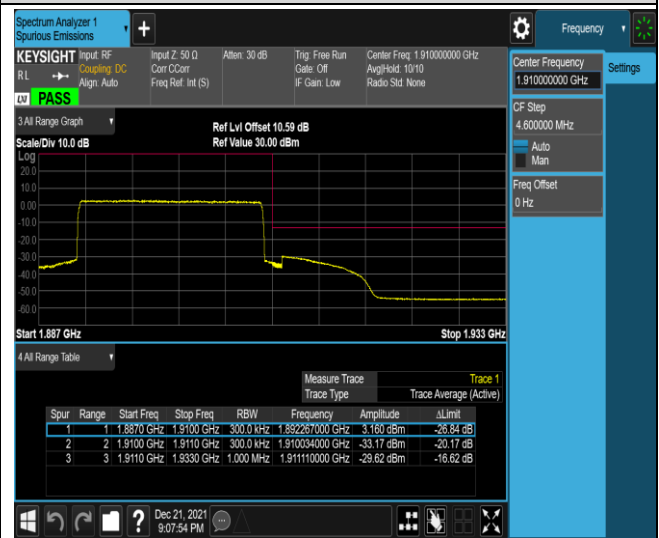 Spectrum Analyzer 1
Spurious Emissions
+
Frequency
KEYSIGHT Input: RF
RL
Coupling: DC
Align: Auto
Input Z: 50 Ω
Corr CCorr
Freq Ref: Int (S)
Atten: 30 dB
Trig: Free Run
Gate: Off
IF Gain: Low
Center Freq: 1.910000000 GHz
Avg|Hold: 10/10
Radio Std: None
PASS
Center Frequency
1.910000000 GHz
Settings
CF Step
4.600000 MHz
Auto
Man
Freq Offset
0 Hz
3 All Range Graph
Ref Lvl Offset 10.59 dB
Scale/Div 10.0 dB
Ref Value 30.00 dBm
Log
20.0
10.0
0.00
-10.0
-20.0
-30.0
-40.0
-50.0
-60.0
Start 1.887 GHz
Stop 1.933 GHz
4 All Range Table
Measure Trace Trace 1
Trace Type Trace Average (Active)
Spur Range Start Freq Stop Freq RBW Frequency Amplitude ΔLimit
1 1 1.8870 GHz 1.9100 GHz 300.0 kHz 1.892267000 GHz 3.160 dBm -26.84 dB
2 2 1.9100 GHz 1.9110 GHz 300.0 kHz 1.910034000 GHz -33.17 dBm -20.17 dB
3 3 1.9110 GHz 1.9330 GHz 1.000 MHz 1.911110000 GHz -29.62 dBm -16.62 dB
?
Dec 21, 2021
9:07:54 PM